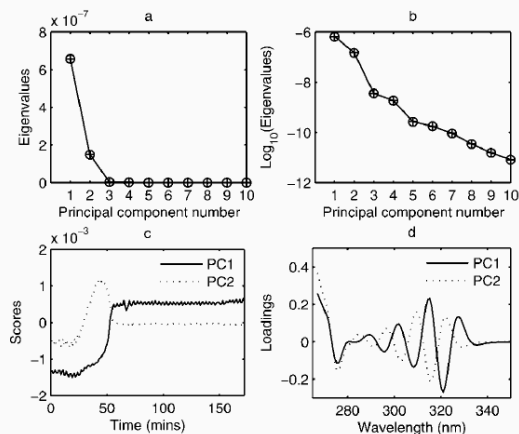 a
b
× 10⁻⁷
8
6
4
2
0
Eigenvalues
1 2 3 4 5 6 7 8 9 10
Principal component number
-6
-8
-10
-12
Log₁₀(Eigenvalues)
1 2 3 4 5 6 7 8 9 10
Principal component number
× 10⁻³
c
2
1
0
-1
-2
Scores
PC1
PC2
0 50 100 150
Time (mins)
d
0.4
0.2
0
-0.2
Loadings
PC1
PC2
280 300 320 340
Wavelength (nm)